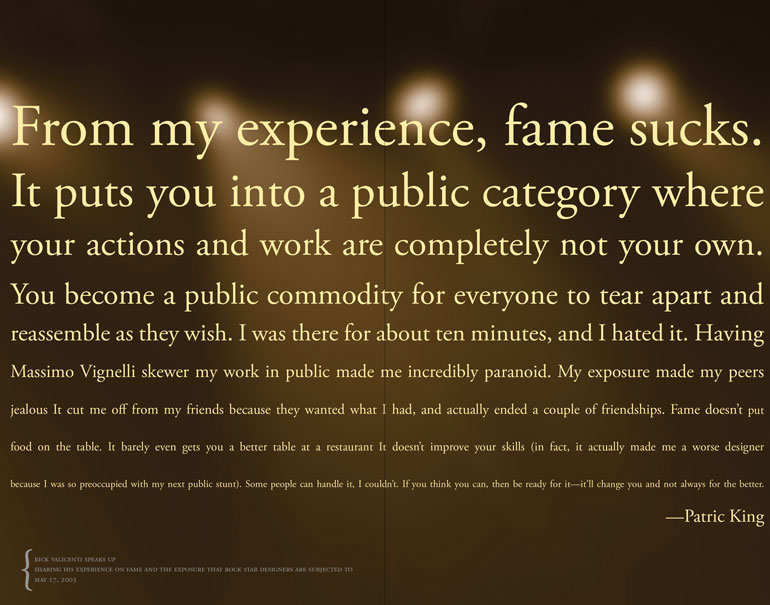 From my experience, fame sucks.
It puts you into a public category where
your actions and work are completely not your own.
You become a public commodity for everyone to tear apart and
reassemble as they wish. I was there for about ten minutes, and I hated it. Having
Massimo Vignelli skewer my work in public made me incredibly paranoid. My exposure made my peers
jealous It cut me off from my friends because they wanted what I had, and actually ended a couple of friendships. Fame doesn't put
food on the table. It barely even gets you a better table at a restaurant It doesn't improve your skills (in fact, it actually made me a worse designer
because I was so preoccupied with my next public stunt). Some people can handle it, I couldn't. If you think you can, then be ready for it—it'll change you and not always for the better.
—Patric King
RICK VALICENTI SPEAKS UP
SHARING HIS EXPERIENCE ON FAME AND THE EXPOSURE THAT ROCK STAR DESIGNERS ARE SUBJECTED TO
MAY 17, 2003